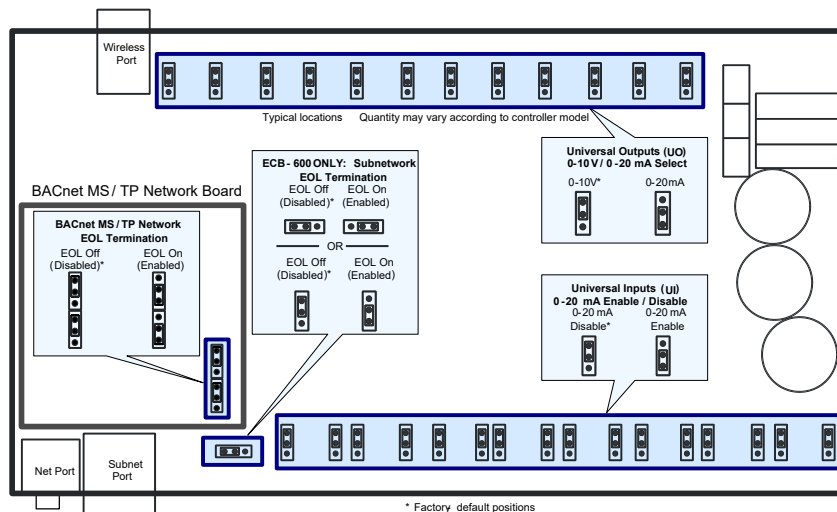 Wireless
Port
Typical locations Quantity may vary according to controller model
ECB - 600 ONLY: Subnetwork
EOL Termination
EOL Off
(Disabled)*
EOL On
(Enabled)
OR
EOL Off
(Disabled)*
EOL On
(Enabled)
Universal Outputs (UO)
0-10V / 0 -20 mA Select
0-10V*
0-20mA
BACnet MS / TP Network Board
BACnet MS / TP Network
EOL Termination
EOL Off
(Disabled)*
EOL On
(Enabled)
Universal Inputs (UI)
0 -20 mA Enable / Disable
0-20 mA
Disable*
0-20 mA
Enable
Net Port
Subnet
Port
* Factory default positions